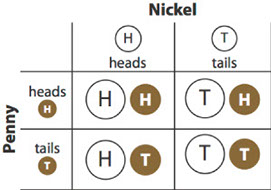 Nickel
H
T
heads
tails
Penny
heads
H
H H
T H
tails
T
H T
T T